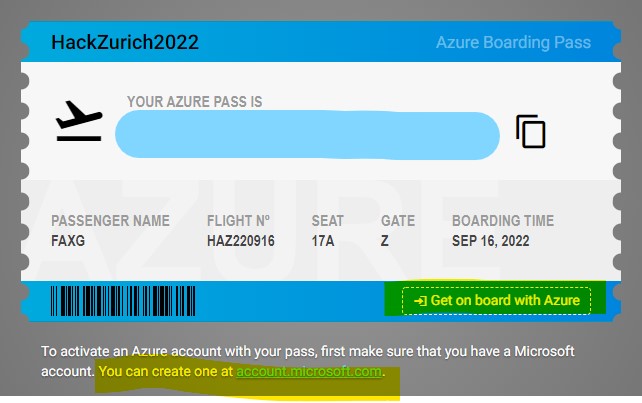 HackZurich2022
Azure Boarding Pass
YOUR AZURE PASS IS
AZURE
PASSENGER NAME FLIGHT Nº SEAT GATE BOARDING TIME
FAXG HAZ220916 17A Z SEP 16, 2022
Get on board with Azure
To activate an Azure account with your pass, first make sure that you have a Microsoft
account. You can create one at account.microsoft.com.